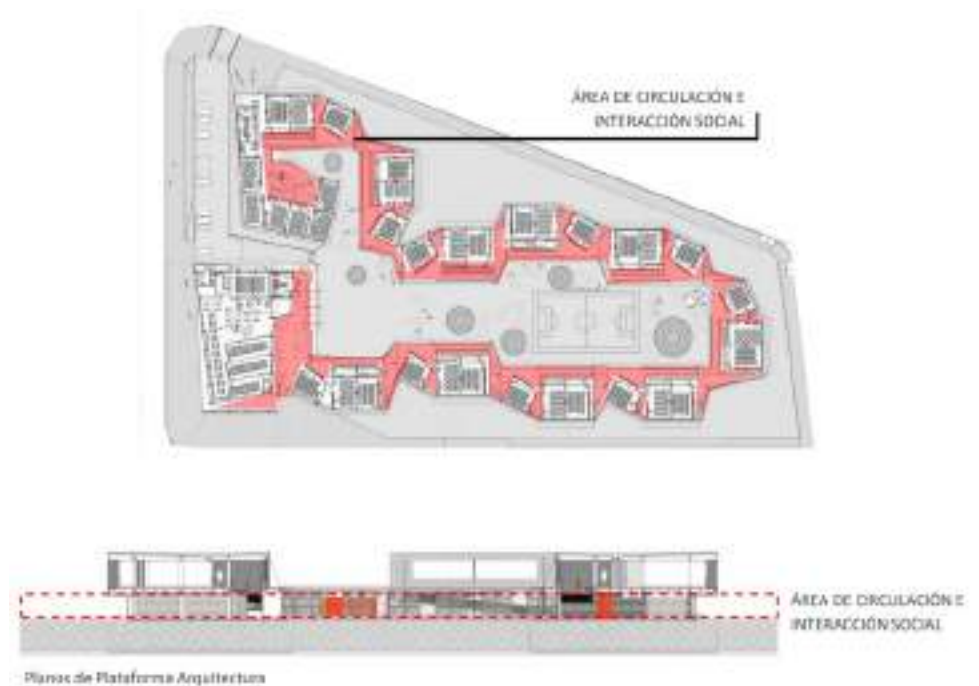 ÁREA DE CIRCULACIÓN E
INTERACCIÓN SOCIAL
ÁREA DE CIRCULACIÓN E
INTERACCIÓN SOCIAL
Planos de Plataforma Arquitectura